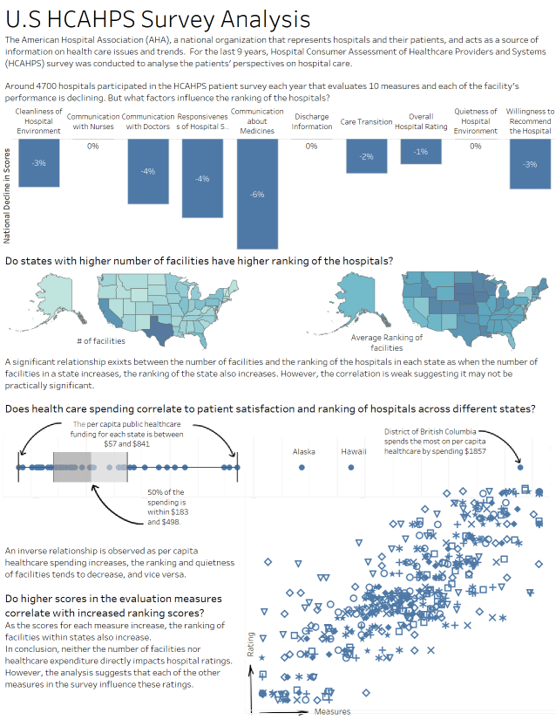 U.S HCAHPS Survey Analysis
The American Hospital Association (AHA), a national organization that represents hospitals and their patients, and acts as a source of
information on health care issues and trends. For the last 9 years, Hospital Consumer Assessment of Healthcare Providers and Systems
(HCAHPS) survey was conducted to analyse the patients' perspectives on hospital care.
Around 4700 hospitals participated in the HCAHPS patient survey each year that evaluates 10 measures and each of the facility's
performance is declining. But what factors influence the ranking of the hospitals?
Cleanliness of
Hospital
Environment
Communication
with Nurses
Communication
with Doctors
Responsivenes
s of Hospital S..
Communication
about
Medicines
Discharge
Information
Care Transition
Overall
Hospital Rating
Quietness of
Hospital
Environment
Willingness to
Recommend
the Hospital
National Decline in Scores
-3%
0%
-4%
-4%
-6%
0%
-2%
-1%
0%
-3%
Do states with higher number of facilities have higher ranking of the hospitals?
# of facilities
Average Ranking of
facilities
A significant relationship exixts between the number of facilities and the ranking of the hospitals in each state as when the number of
facilities in a state increases, the ranking of the state also increases. However, the correlation is weak suggesting it may not be
practically significant.
Does health care spending correlate to patient satisfaction and ranking of hospitals across different states?
The per capita public healthcare
funding for each state is between
$57 and $841
50% of the
spending is
within $183
and $498.
Alaska
Hawaii
District of British Columbia
spends the most on per capita
healthcare by spending $1857
An inverse relationship is observed as per capita
healthcare spending increases, the ranking and quietness
of facilities tends to decrease, and vice versa.
Do higher scores in the evaluation measures
correlate with increased ranking scores?
As the scores for each measure increase, the ranking of
facilities within states also increase.
In conclusion, neither the number of facilities nor
healthcare expenditure directly impacts hospital ratings.
However, the analysis suggests that each of the other
measures in the survey influence these ratings.
Rating
Measures